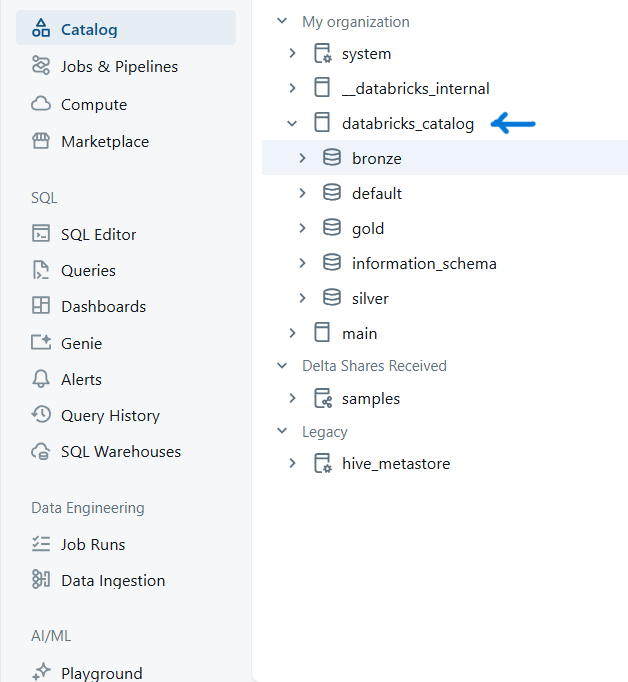 Catalog
Jobs & Pipelines
Compute
Marketplace
SQL
SQL Editor
Queries
Dashboards
Genie
Alerts
Query History
SQL Warehouses
Data Engineering
Job Runs
Data Ingestion
AI/ML
Playground
My organization
system
__databricks_internal
databricks_catalog
bronze
default
gold
information_schema
silver
main
Delta Shares Received
samples
Legacy
hive_metastore